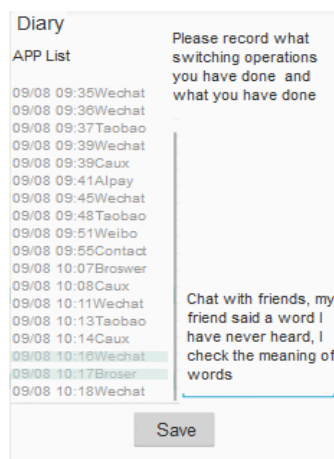 Diary
APP List
09/08 09:35Wechat
09/08 09:36Wechat
09/08 09:37Taobao
09/08 09:39Wechat
09/08 09:39Caux
09/08 09:41Alpay
09/08 09:45Wechat
09/08 09:48Taobao
09/08 09:51Weibo
09/08 09:55Contact
09/08 10:07Broswer
09/08 10:08Caux
09/08 10:11Wechat
09/08 10:13Taobao
09/08 10:14Caux
09/08 10:16Wechat
09/08 10:17Broser
09/08 10:18Wechat
Please record what
switching operations
you have done and
what you have done
Chat with friends, my
friend said a word I
have never heard, I
check the meaning of
words
Save